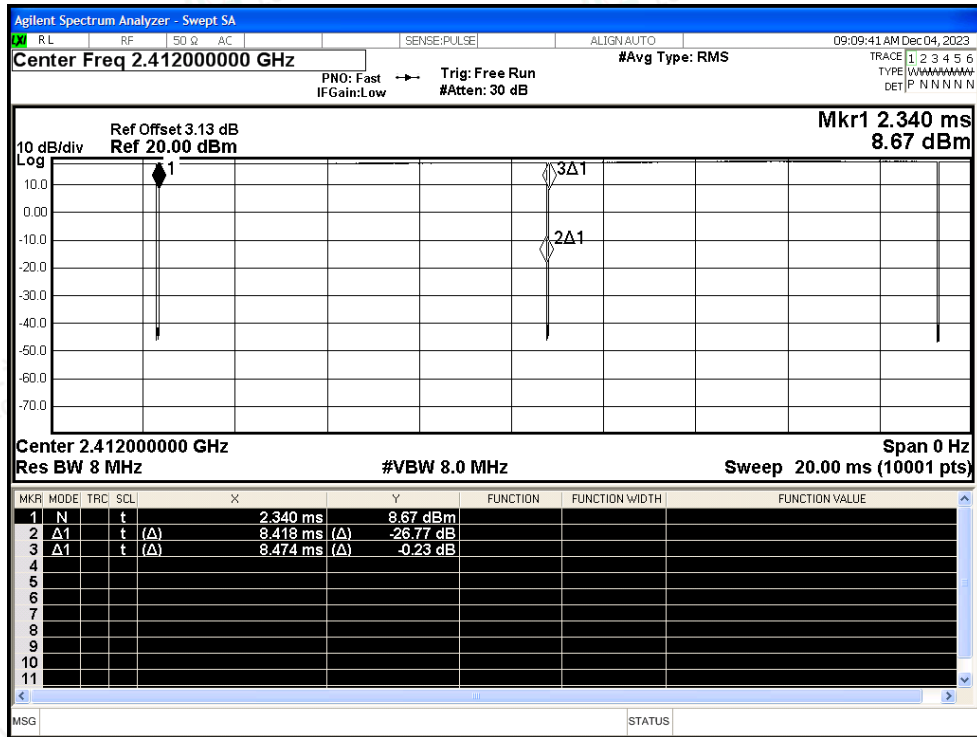 Agilent Spectrum Analyzer - Swept SA
LXI RL RF 50 Ω AC SENSE:PULSE ALIGN AUTO 09:09:41 AM Dec 04, 2023
Center Freq 2.412000000 GHz #Avg Type: RMS TRACE 1 2 3 4 5 6
PNO: Fast Trig: Free Run TYPE W
IFGain:Low #Atten: 30 dB DET P N N N N N
Mkr1 2.340 ms
Ref Offset 3.13 dB
10 dB/div Ref 20.00 dBm 8.67 dBm
Log
1 3Δ1
10.0
0.00
2Δ1
-10.0
-20.0
-30.0
-40.0
-50.0
-60.0
-70.0
Center 2.412000000 GHz Span 0 Hz
Res BW 8 MHz #VBW 8.0 MHz Sweep 20.00 ms (10001 pts)
MKR MODE TRC SCL X Y FUNCTION FUNCTION WIDTH FUNCTION VALUE
1 N t 2.340 ms 8.67 dBm
2 Δ1 t (Δ) 8.418 ms (Δ) -26.77 dB
3 Δ1 t (Δ) 8.474 ms (Δ) -0.23 dB
4
5
6
7
8
9
10
11
MSG STATUS